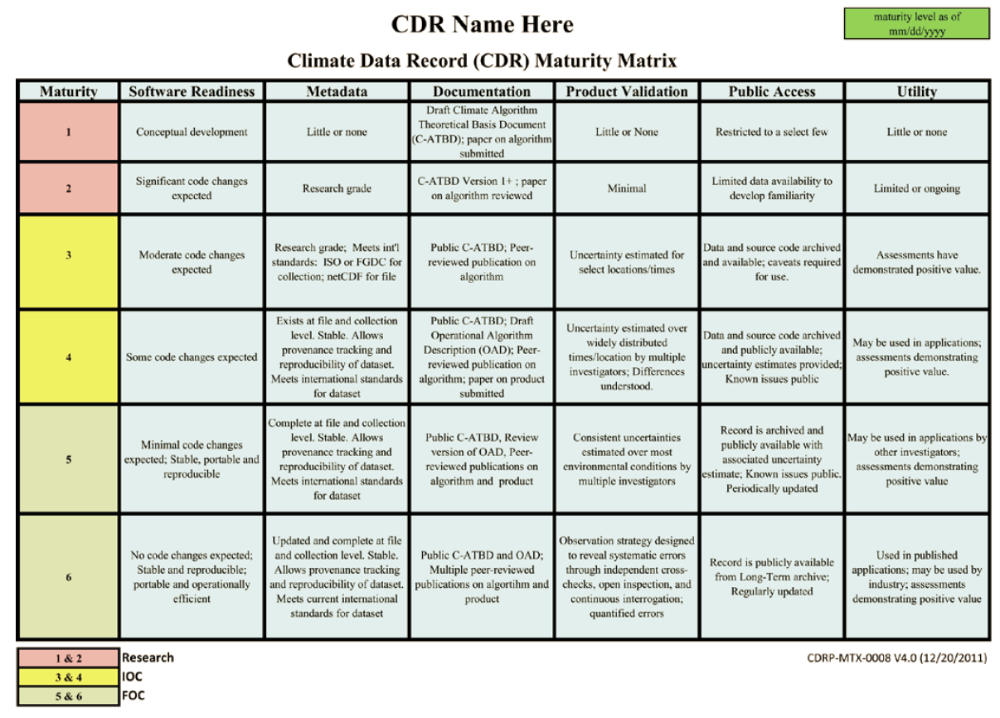 CDR Name Here
maturity level as of
mm/dd/yyyy
Climate Data Record (CDR) Maturity Matrix
Maturity
Software Readiness
Metadata
Documentation
Product Validation
Public Access
Utility
1
Conceptual development
Little or none
Draft Climate Algorithm
Theoretical Basis Document
(C-ATBD); paper on algorithm
submitted
Little or None
Restricted to a select few
Little or none
2
Significant code changes
expected
Research grade
C-ATBD Version 1+ ; paper
on algorithm reviewed
Minimal
Limited data availability to
develop familiarity
Limited or ongoing
3
Moderate code changes
expected
Research grade; Meets int'l
standards: ISO or FGDC for
collection; netCDF for file
Public C-ATBD; Peer-
reviewed publication on
algorithm
Uncertainty estimated for
select locations/times
Data and source code archived
and available; caveats required
for use.
Assessments have
demonstrated positive value.
4
Some code changes expected
Exists at file and collection
level. Stable. Allows
provenance tracking and
reproducibility of dataset.
Meets international standards
for dataset
Public C-ATBD; Draft
Operational Algorithm
Description (OAD); Peer-
reviewed publication on
algorithm; paper on product
submitted
Uncertainty estimated over
widely distributed
times/location by multiple
investigators; Differences
understood.
Data and source code archived
and publicly available;
uncertainty estimates provided;
Known issues public
May be used in applications;
assessments demonstrating
positive value.
5
Minimal code changes
expected; Stable, portable and
reproducible
Complete at file and collection
level. Stable. Allows
provenance tracking and
reproducibility of dataset.
Meets international standards
for dataset
Public C-ATBD, Review
version of OAD, Peer-
reviewed publications on
algorithm and product
Consistent uncertainties
estimated over most
environmental conditions by
multiple investigators
Record is archived and
publicly available with
associated uncertainty
estimate; Known issues public.
Periodically updated
May be used in applications by
other investigators;
assessments demonstrating
positive value
6
No code changes expected;
Stable and reproducible;
portable and operationally
efficient
Updated and complete at file
and collection level. Stable.
Allows provenance tracking
and reproducibility of dataset.
Meets current international
standards for dataset
Public C-ATBD and OAD;
Multiple peer-reviewed
publications on algortihm and
product
Observation strategy designed
to reveal systematic errors
through independent cross-
checks, open inspection, and
continuous interrogation;
quantified errors
Record is publicly available
from Long-Term archive;
Regularly updated
Used in published
applications; may be used by
industry; assessments
demonstrating positive value
1 & 2
Research
3 & 4
IOC
5 & 6
FOC
CDRP-MTX-0008 V4.0 (12/20/2011)